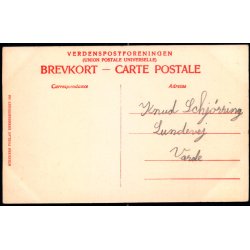 VERDENSPOSTFORENINGEN
(UNION POSTALE UNIVERSELLE)
BREVKORT — CARTE POSTALE
Correspondance.
Adresse.
Knud Schjørring
Lundevej
Varde